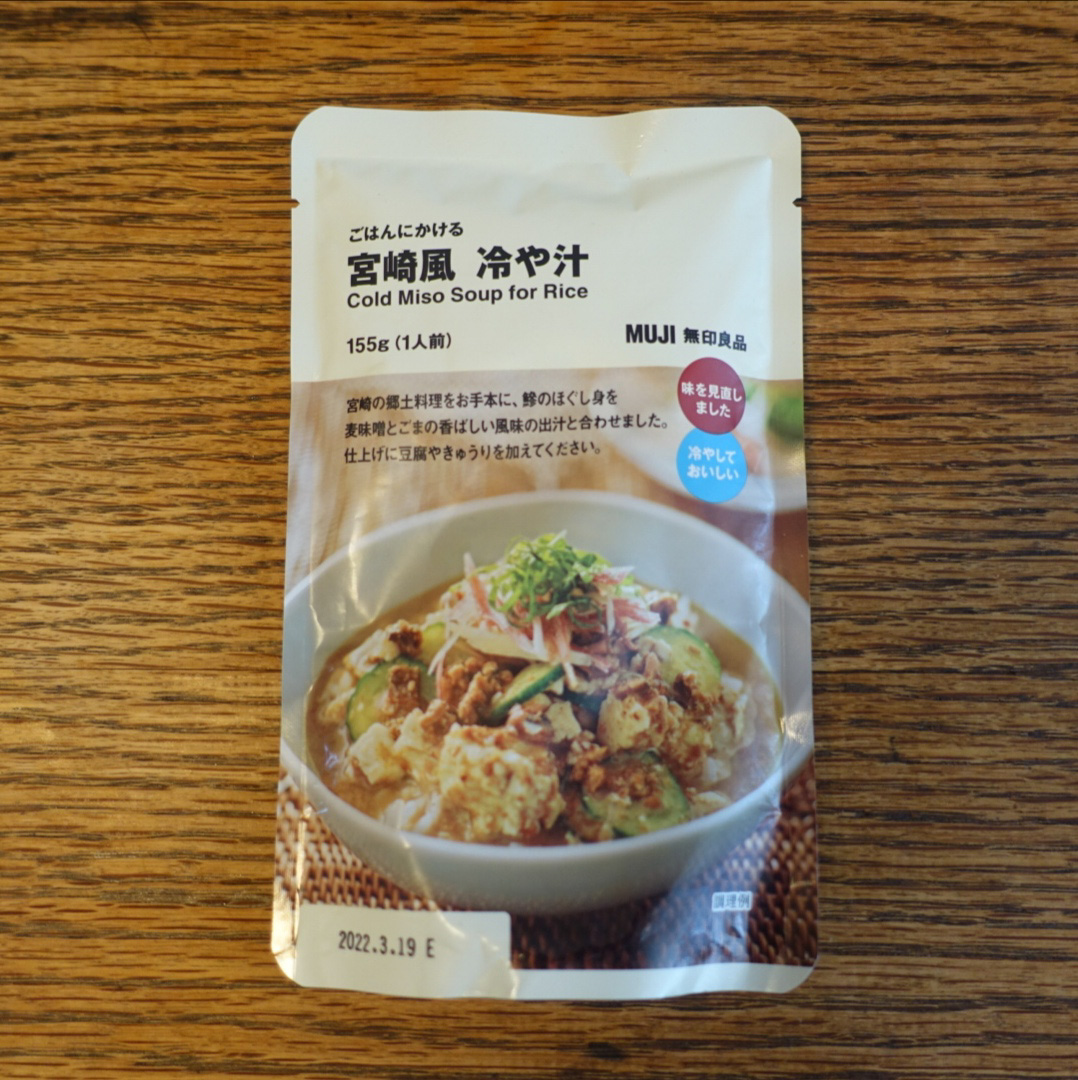 ごはんにかける
宮崎風 冷や汁
Cold Miso Soup for Rice
155g（1人前）
MUJI 無印良品
味を見直し
ました
冷やして
おいしい
宮崎の郷土料理をお手本に、鯵のほぐし身を
麦味噌とごまの香ばしい風味の出汁と合わせました。
仕上げに豆腐やきゅうりを加えてください。
調理例
2022.3.19 E